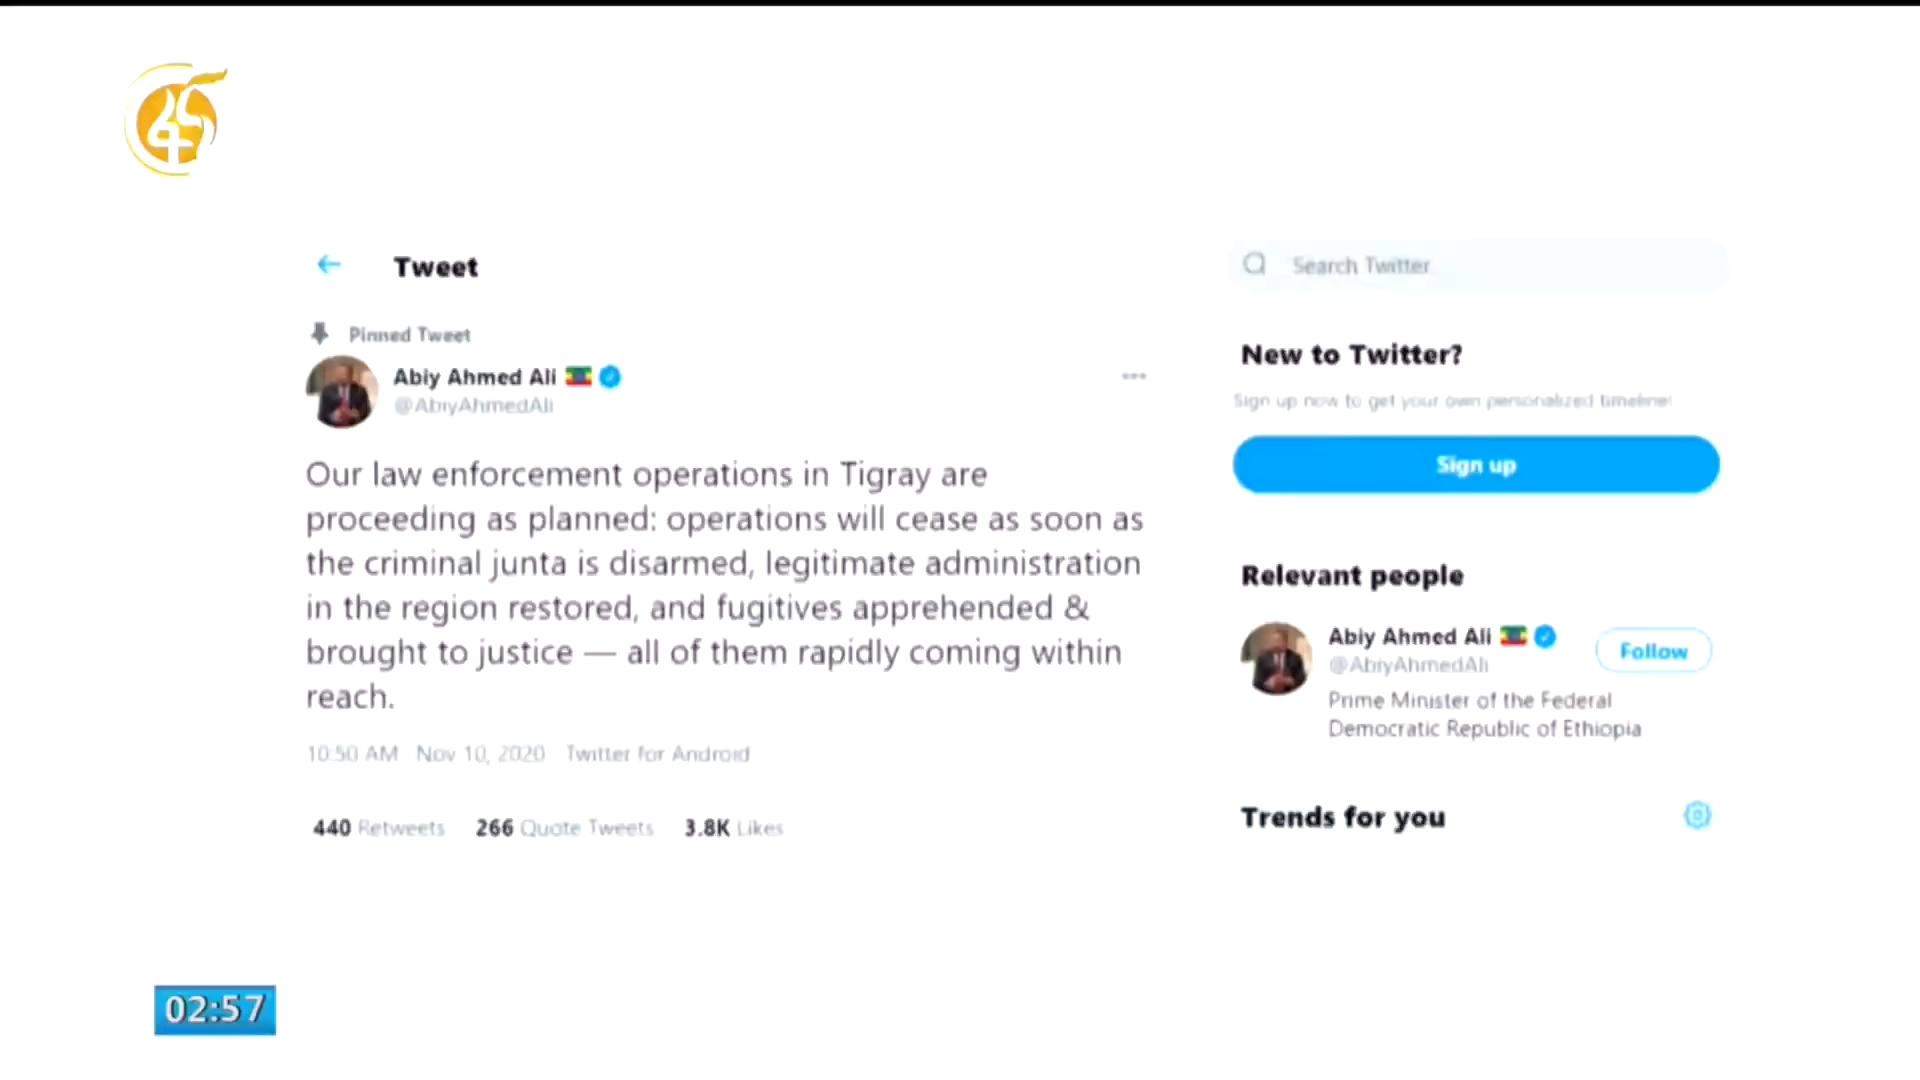 Tweet
Pinned Tweet
Abiy Ahmed Ali
@AbiyAhmedAli
Our law enforcement operations in Tigray are
proceeding as planned: operations will cease as soon as
the criminal junta is disarmed, legitimate administration
in the region restored, and fugitives apprehended &
brought to justice — all of them rapidly coming within
reach.
10:50 AM Nov 10, 2020 Twitter for Android
440 Retweets 266 Quote Tweets 3.8K Likes
Search Twitter
New to Twitter?
Sign up now to get your own personalized timeline!
Sign up
Relevant people
Abiy Ahmed Ali
@AbiyAhmedAli
Follow
Prime Minister of the Federal
Democratic Republic of Ethiopia
Trends for you
02:57